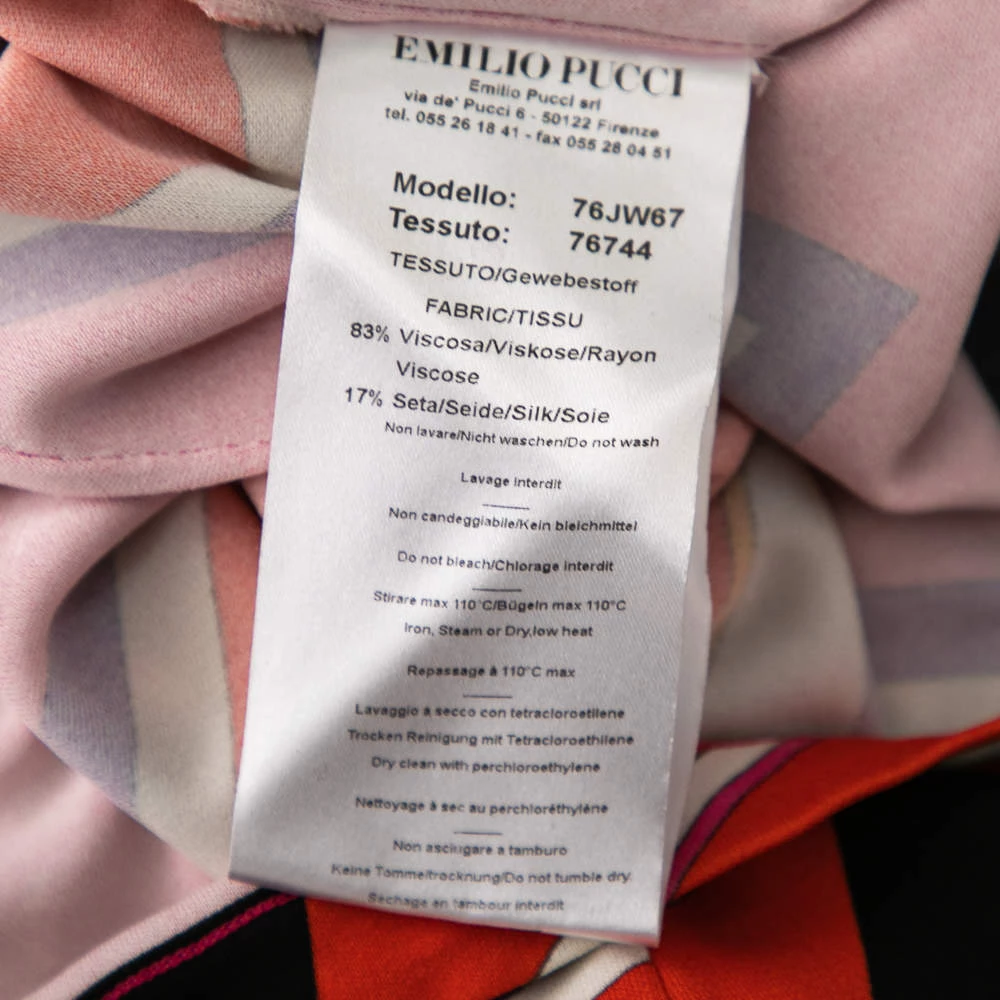 EMILIO PUCCI
Emilio Pucci srl
via de' Pucci 6 - 50122 Firenze
tel. 055 26 18 41 - fax 055 28 04 51
Modello: 76JW67
Tessuto: 76744
TESSUTO/Gewebestoff
FABRIC/TISSU
83% Viscosa/Viskose/Rayon
Viscose
17% Seta/Seide/Silk/Soie
Non lavare/Nicht waschen/Do not wash
Lavage interdit
Non candeggiabile/Kein bleichmittel
Do not bleach/Chlorage interdit
Stirare max 110°C/Bügeln max 110°C
Iron, Steam or Dry,low heat
Repassage à 110°C max
Lavaggio a secco con tetracloroetilene
Trocken Reinigung mit Tetracloroethilene
Dry clean with perchloroethylene
Nettoyage à sec au perchloréthylène
Non asciugare a tamburo
Keine Tommeltrocknung/Do not tumble dry.
Sechage en tambour interdit